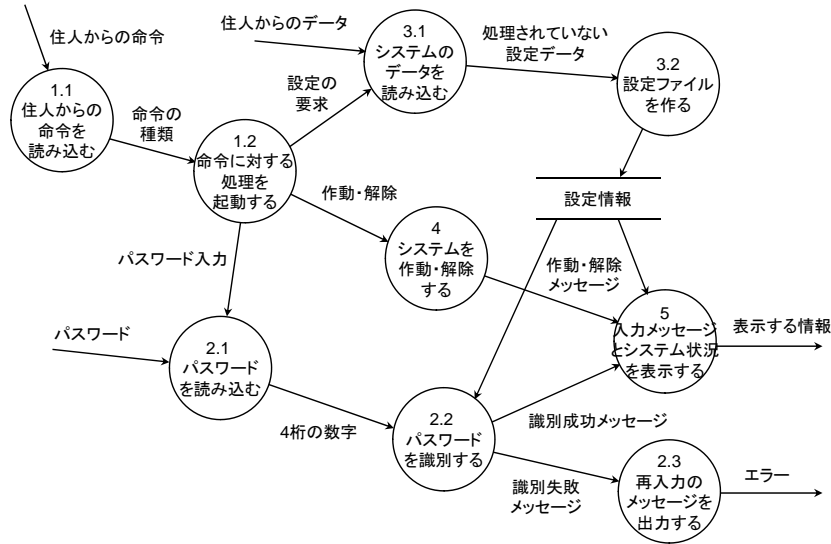 住人からの命令
1.1
住人からの
命令を
読み込む
命令の
種類
1.2
命令に対する
処理を
起動する
設定の
要求
住人からのデータ
3.1
システムの
データを
読み込む
処理されていない
設定データ
3.2
設定ファイル
を作る
設定情報
作動・解除
4
システムを
作動・解除
する
作動・解除
メッセージ
5
入力メッセージ
とシステム状況
を表示する
表示する情報
パスワード入力
パスワード
2.1
パスワード
を読み込む
4桁の数字
2.2
パスワード
を識別する
識別成功メッセージ
識別失敗
メッセージ
2.3
再入力の
メッセージを
出力する
エラー